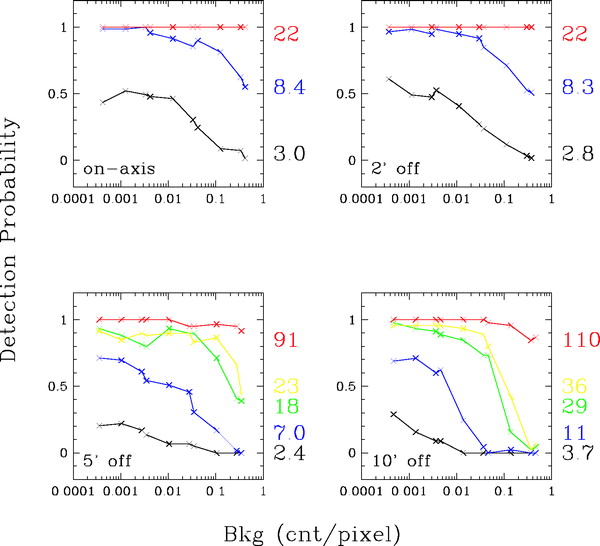 1
0.5
0
on-axis
22
8.4
3.0
0.0001 0.001 0.01 0.1 1
1
0.5
0
2' off
22
8.3
2.8
0.0001 0.001 0.01 0.1 1
Detection Probability
1
0.5
0
5' off
91
23
18
7.0
2.4
0.0001 0.001 0.01 0.1 1
1
0.5
0
10' off
110
36
29
11
3.7
0.0001 0.001 0.01 0.1 1
Bkg (cnt/pixel)